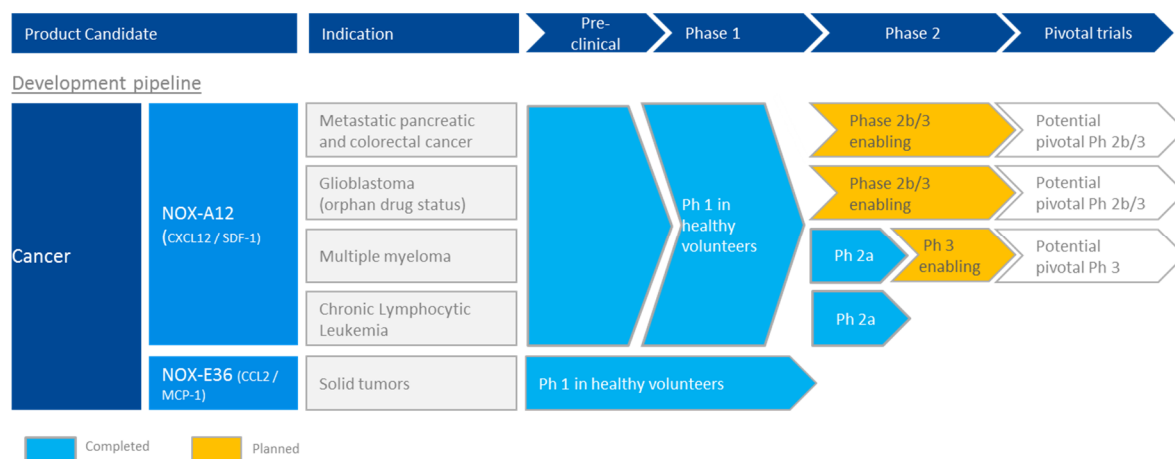 Product Candidate
Indication
Pre-
clinical
Phase 1
Phase 2
Pivotal trials
Development pipeline
Cancer
NOX-A12
(CXCL12 / SDF-1)
Metastatic pancreatic
and colorectal cancer
Glioblastoma
(orphan drug status)
Multiple myeloma
Chronic Lymphocytic
Leukemia
Ph 1 in
healthy
volunteers
Phase 2b/3
enabling
Potential
pivotal Ph 2b/3
Phase 2b/3
enabling
Potential
pivotal Ph 2b/3
Ph 2a
Ph 3
enabling
Potential
pivotal Ph 3
Ph 2a
NOX-E36 (CCL2 /
MCP-1)
Solid tumors
Ph 1 in healthy volunteers
Completed
Planned